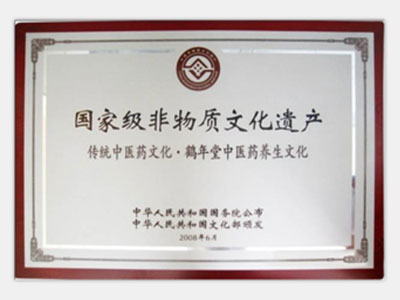 国家级非物质文化遗产
传统中医药文化·鹤年堂中医药养生文化
中华人民共和国国务院公布
中华人民共和国文化部颁发
2008年6月